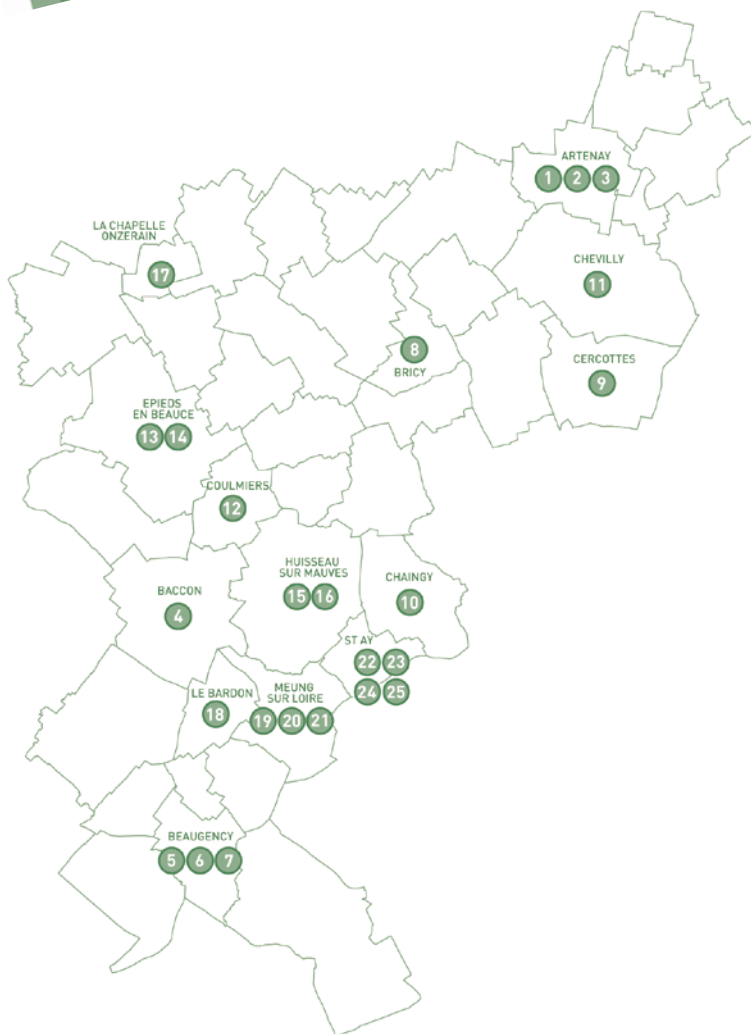 ARTENAY
1 2 3
LA CHAPELLE
ONZERAIN
17
CHEVILLY
11
8
BRICY
CERCOTTES
9
EPIEDS
EN BEAUCE
13 14
COULMIERS
12
HUISSEAU
SUR MAUVES
15 16
CHAINGY
10
BACCON
4
ST AY
22 23
24 25
LE BARDON
18
MEUNG
SUR LOIRE
19 20 21
BEAUGENCY
5 6 7